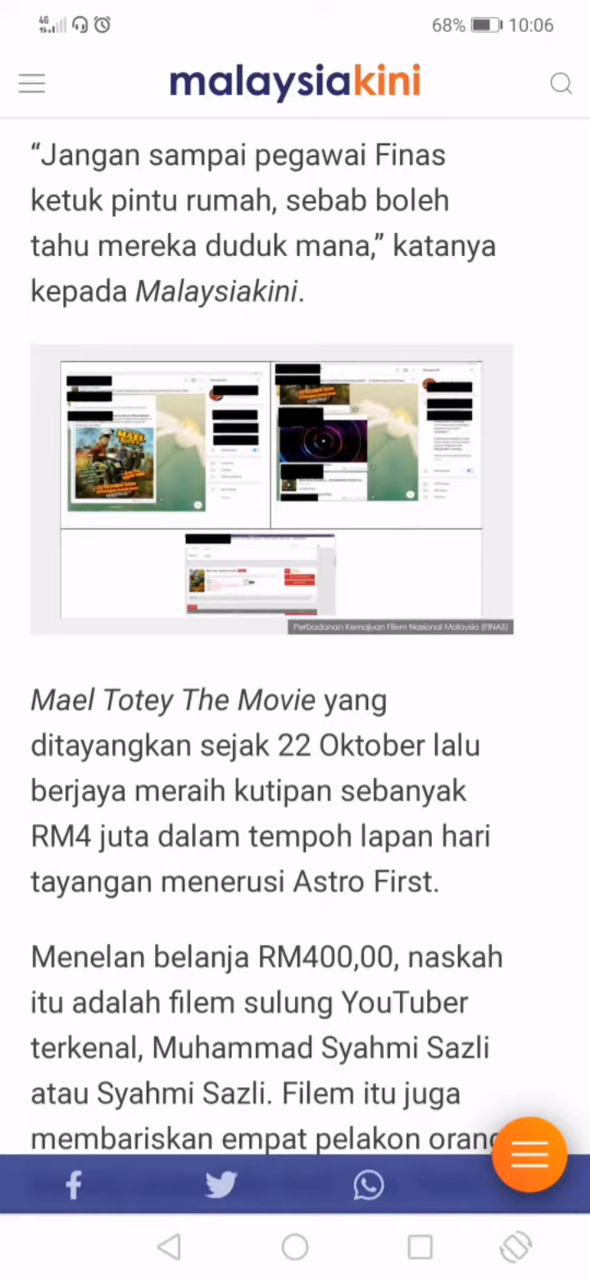 4G
68% 10:06
malaysiakini
“Jangan sampai pegawai Finas
ketuk pintu rumah, sebab boleh
tahu mereka duduk mana,” katanya
kepada Malaysiakini.
MAEL
TOTEY
Perbadanan Kemajuan Filem Nasional Malaysia (FINAS)
Mael Totey The Movie yang
ditayangkan sejak 22 Oktober lalu
berjaya meraih kutipan sebanyak
RM4 juta dalam tempoh lapan hari
tayangan menerusi Astro First.
Menelan belanja RM400,00, naskah
itu adalah filem sulung YouTuber
terkenal, Muhammad Syahmi Sazli
atau Syahmi Sazli. Filem itu juga
membariskan empat pelakon orang